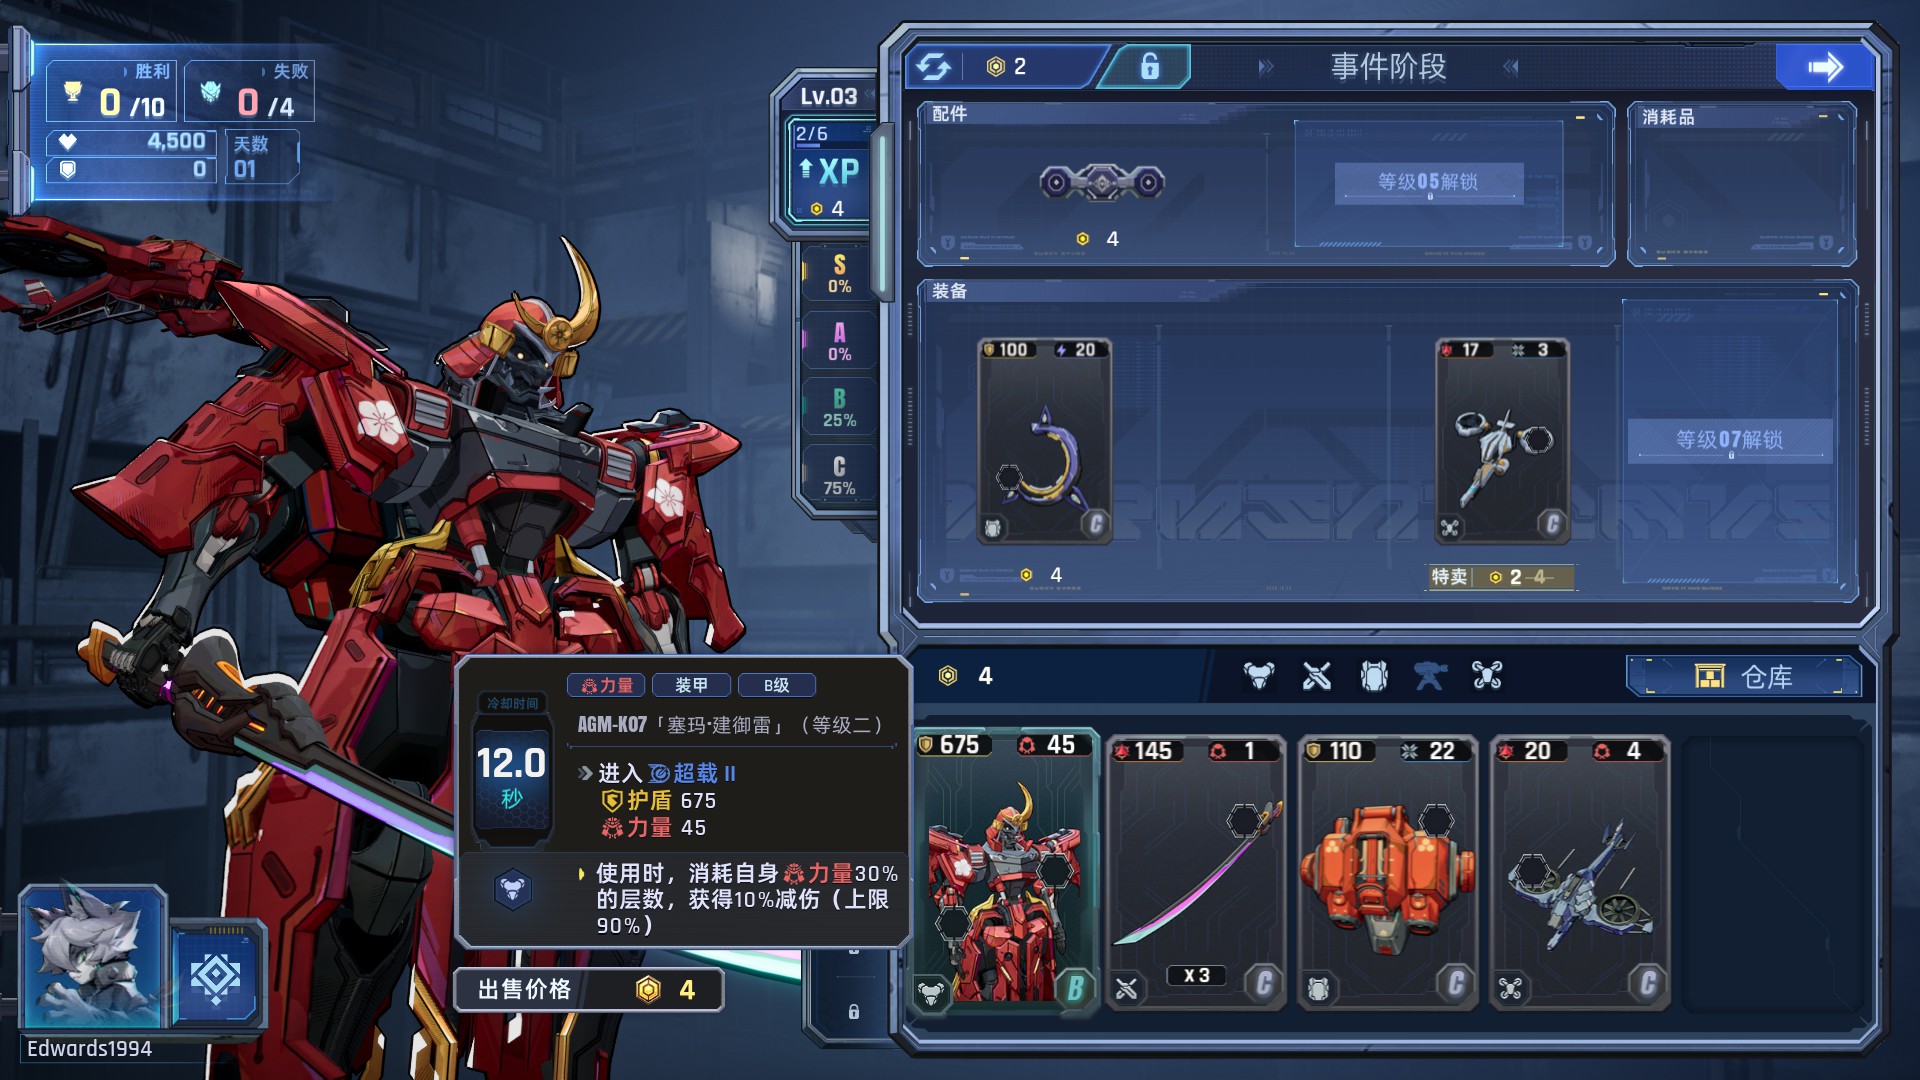 胜利
0 /10
失败
0 /4
4,500
0
天数
01
Lv.03
2/6
XP
4
S
0%
A
0%
B
25%
C
75%
2
事件阶段
配件
4
等级05解锁
消耗品
装备
100
20
C
4
17
3
C
特卖
2 4
等级07解锁
4
仓库
675
45
B
145
1
X3
C
110
22
C
20
4
C
冷却时间
12.0
秒
力量
装甲
B级
AGM-K07「塞玛·建御雷」（等级二）
进入超载 II
护盾 675
力量 45
使用时，消耗自身力量30%
的层数，获得10%减伤（上限
90%）
出售价格
4
Edwards1994